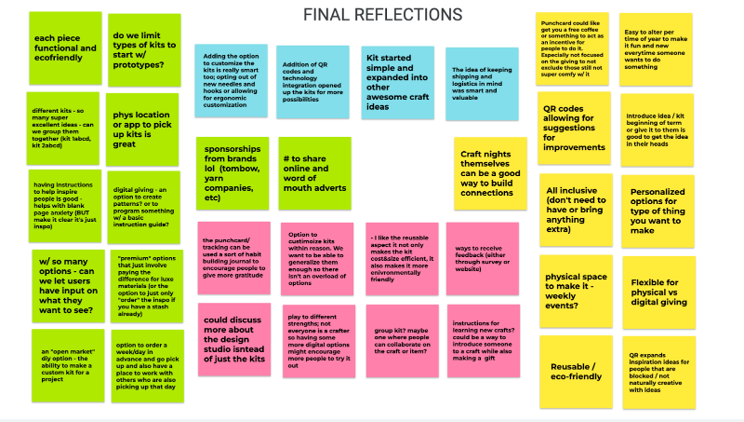 FINAL REFLECTIONS
each piece
functional and
ecofriendly
do we limit
types of kits to
start w/
prototypes?
different kits - so
many super
excellent ideas - can
we group them
together (kit 1abcd,
kit 2abcd)
phys location
or app to pick
up kits is
great
having instructions
to help inspire
people is good -
helps with blank
page anxiety (BUT
make it clear it's just
inspo)
digital giving - an
option to create
patterns? or to
program something
w/ a basic
instruction guide?
w/ so many
options - can
we let users
have input on
what they
want to see?
"premium" options
that just involve
paying the
difference for luxe
materials (or the
option to just only
"order" the inspo if
you have a stash
already)
an "open market"
diy option - the
ability to make a
custom kit for a
project
option to order a
week/day in
advance and go pick
up and also have a
place to work with
others who are also
picking up that day
Adding the option
to customize the kits
is really smart
too; opting out of
new needles and
hooks or allowing
for ergonomic
customization
Addition of QR
codes and
technology
integration opened
up the kits for more
possibilities
Kit started
simple and
expanded into
other
awesome craft
ideas
The idea of keeping
shipping and
logistics in mind
was smart and
valuable
sponsorships
from brands
lol (tombow,
yarn
companies,
etc)
# to share
online and
word of
mouth adverts
Craft nights
themselves
can be a good
way to build
connections
the punchcard/
tracking can be
used a sort of habit
building journal to
encourage people to
give more gratitude
Option to
custimoize kits
within reason. We
want to be able to
generalize them
enough so there
isn't an overload of
options
- I like the reusable
aspect it not only
makes the kit
cost&size efficient, it
also makes it more
enivronmentally
friendly
ways to receive
feedback (either
through survey or
website)
could discuss
more about
the design
studio isntead
of just the kits
play to different
strengths; not
everyone is a crafter
so having some
more digital options
might encourage
more people to try it
out
group kit? maybe
one where people
can collaborate on
the craft or item?
instructions for
learning new crafts?
could be a way to
introduce someone
to a craft while also
making a gift
Punchcard could like
get you a free coffee
or something to act as
an incentive for
people to do it.
Especially not focused
on the giving to not
exclude those still not
super comfy w/ it
Easy to alter per
time of year to make
it fun and new
everytime someone
wants to do
something
QR codes
allowing for
suggestions
for
improvements
Introduce Idea / Kit
beginning of term
or give it to them is
good to get the idea
in their heads
All inclusive
(don't need to
have or bring
anything
extra)
Personalized
options for
type of thing
you want to
make
physical space
to make it -
weekly
events?
Flexible for
physical vs
digital giving
Reusable /
eco-friendly
QR expands
inspiration ideas for
people that are
blocked / not
naturally creative
with ideas